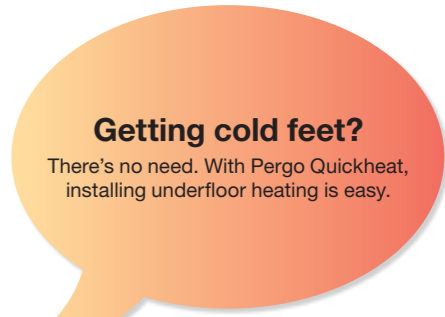 Getting cold feet?
There's no need. With Pergo Quickheat,
installing underfloor heating is easy.